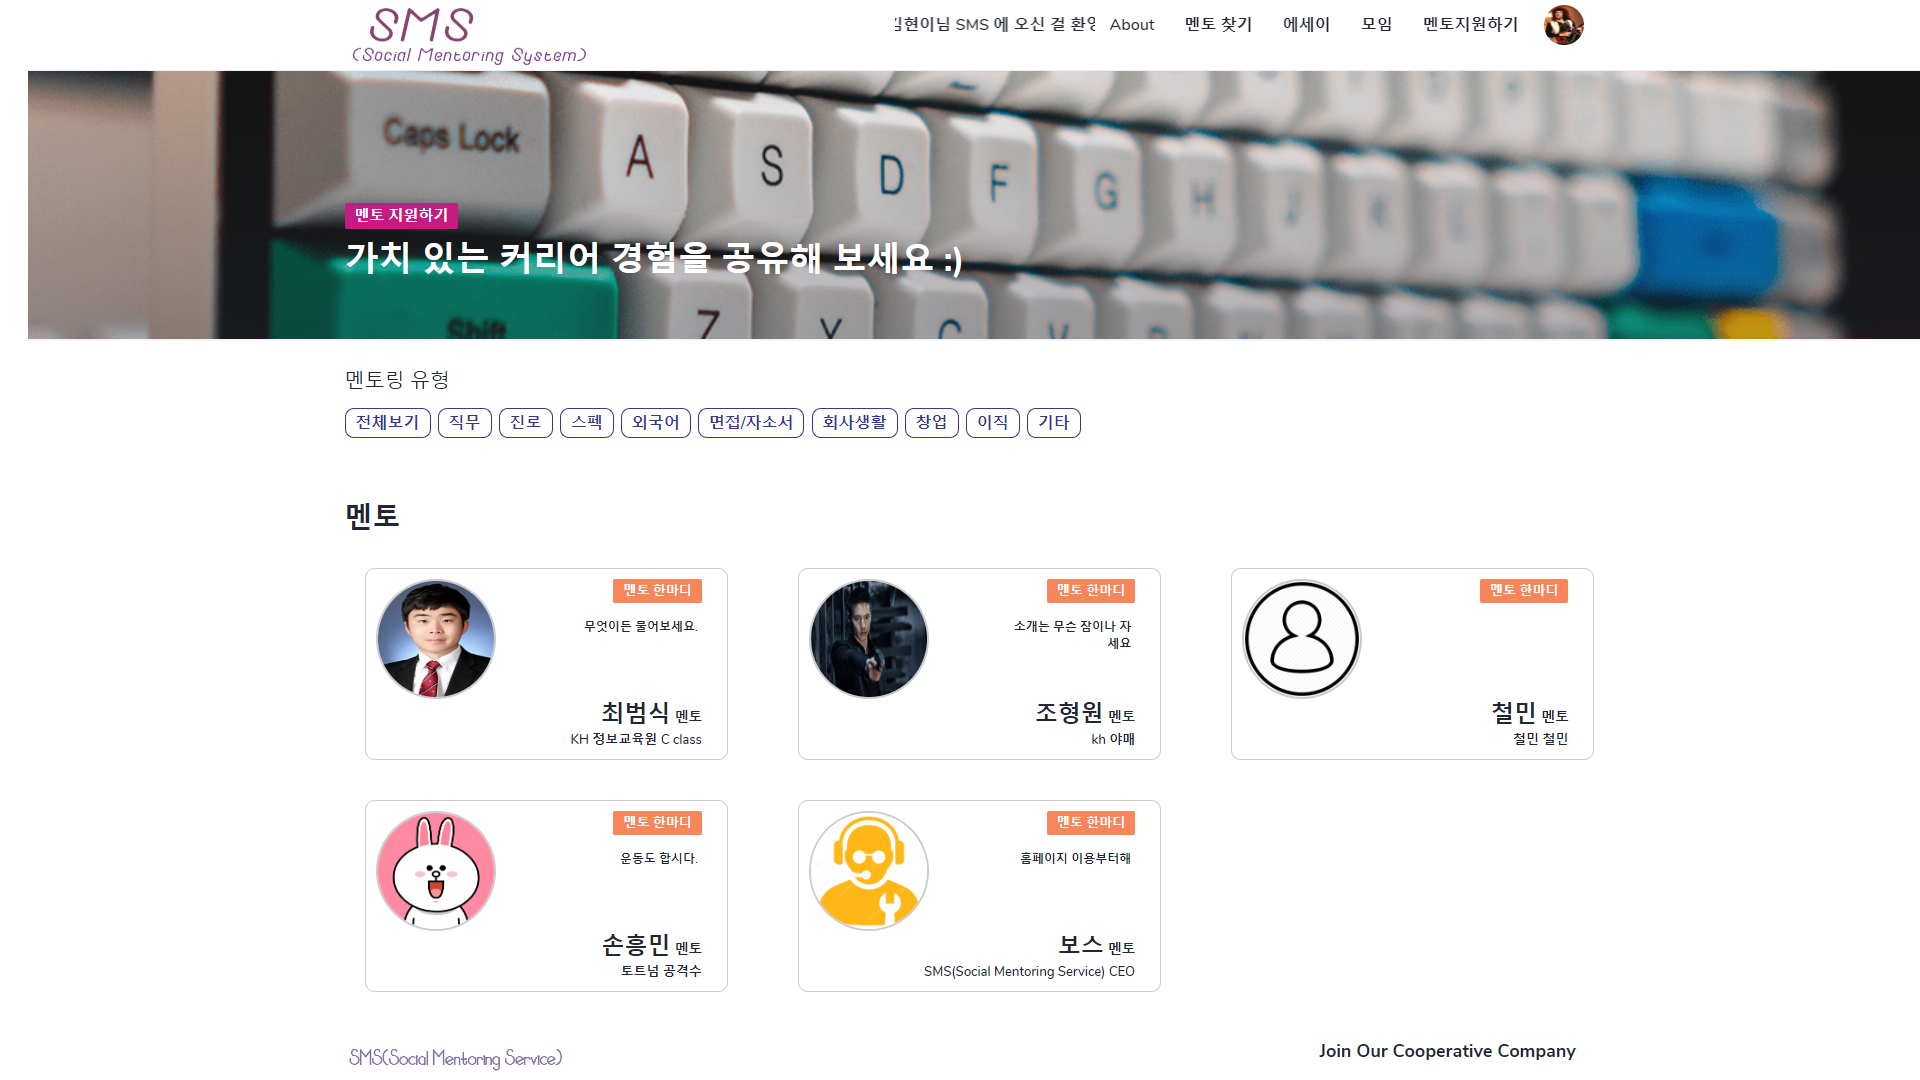 SMS
(Social Mentoring System)
김현이님 SMS 에 오신 걸 환영
About
멘토 찾기
에세이
모임
멘토지원하기
Caps Lock
A
S
D
F
G
H
J
K
L
멘토 지원하기
가치 있는 커리어 경험을 공유해 보세요 :)
Shift
Z
X
C
V
B
멘토링 유형
전체보기
직무
진로
스펙
외국어
면접/자소서
회사생활
창업
이직
기타
멘토
멘토 한마디
무엇이든 물어보세요.
최범식 멘토
KH 정보교육원 C class
멘토 한마디
소개는 무슨 잠이나 자
세요
조형원 멘토
kh 야매
멘토 한마디
철민 멘토
철민 철민
멘토 한마디
운동도 합시다.
손흥민 멘토
토트넘 공격수
멘토 한마디
홈페이지 이용부터해
보스 멘토
SMS(Social Mentoring Service) CEO
SMS(Social Mentoring Service)
Join Our Cooperative Company